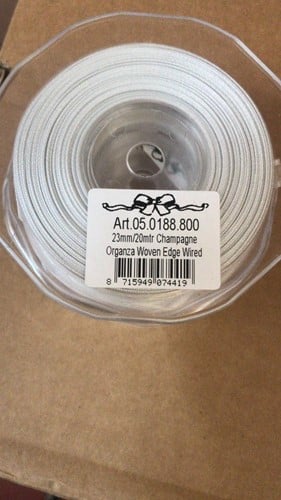 Art.05.0188.800
23mm/20mtr Champagne
Organza Woven Edge Wired
8 715949 074419